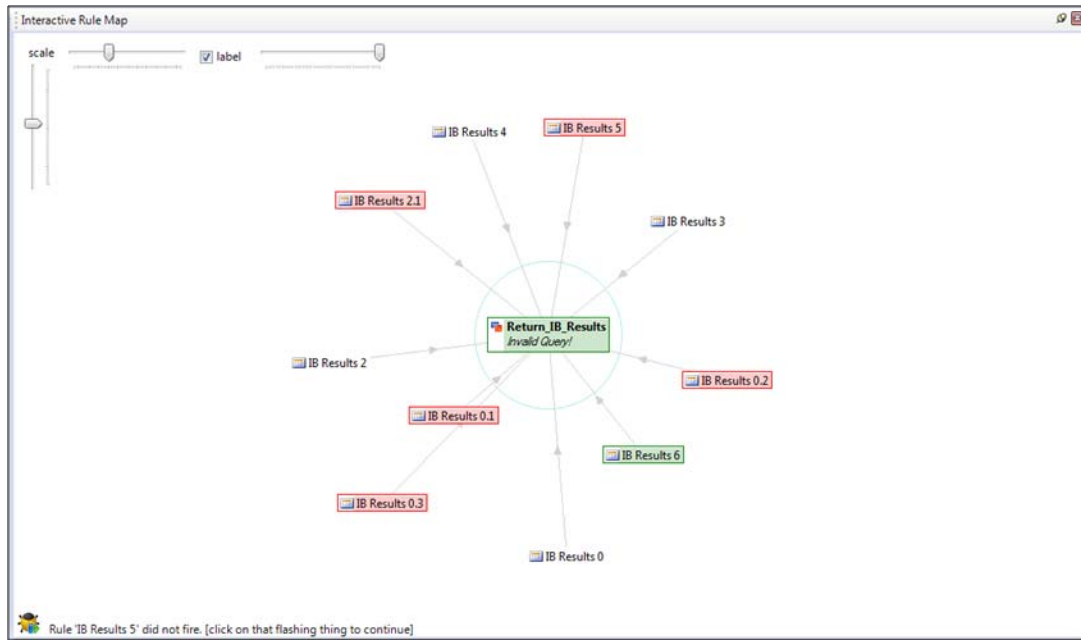 Interactive Rule Map
scale
label
IB Results 4
IB Results 5
IB Results 2.1
IB Results 3
Return_IB_Results
Invalid Query!
IB Results 2
IB Results 0.2
IB Results 0.1
IB Results 6
IB Results 0.3
IB Results 0
Rule 'IB Results 5' did not fire. [click on that flashing thing to continue]